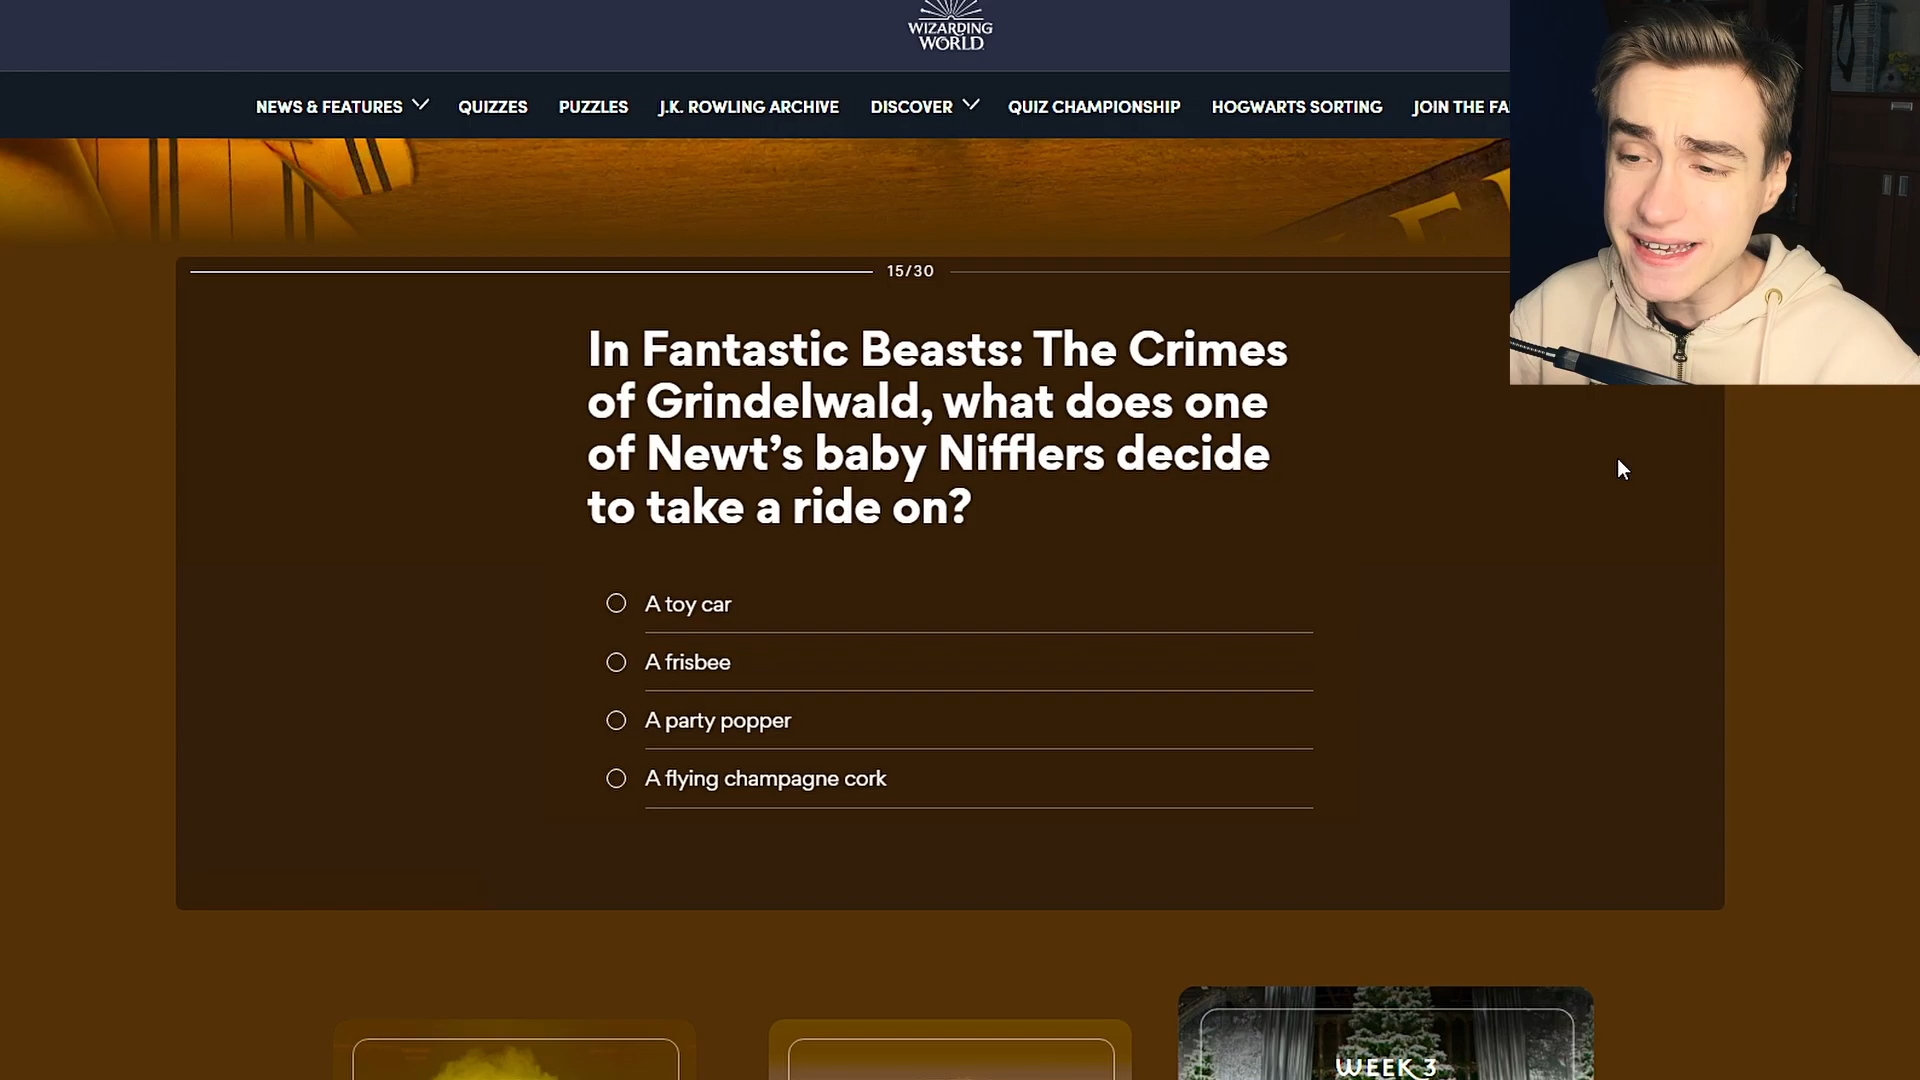 WIZARDING
WORLD
NEWS & FEATURES QUIZZES PUZZLES J.K. ROWLING ARCHIVE DISCOVER QUIZ CHAMPIONSHIP HOGWARTS SORTING JOIN THE
15/30
In Fantastic Beasts: The Crimes
of Grindelwald, what does one
of Newt’s baby Nifflers decide
to take a ride on?
A toy car
A frisbee
A party popper
A flying champagne cork
WEEK 3